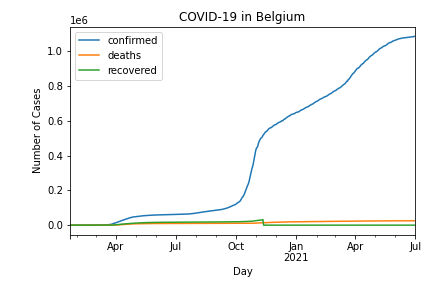 COVID-19 in Belgium
1e6
confirmed
deaths
recovered
1.0
0.8
0.6
0.4
0.2
0.0
Number of Cases
Apr
Jul
Oct
Jan
2021
Apr
Jul
Day